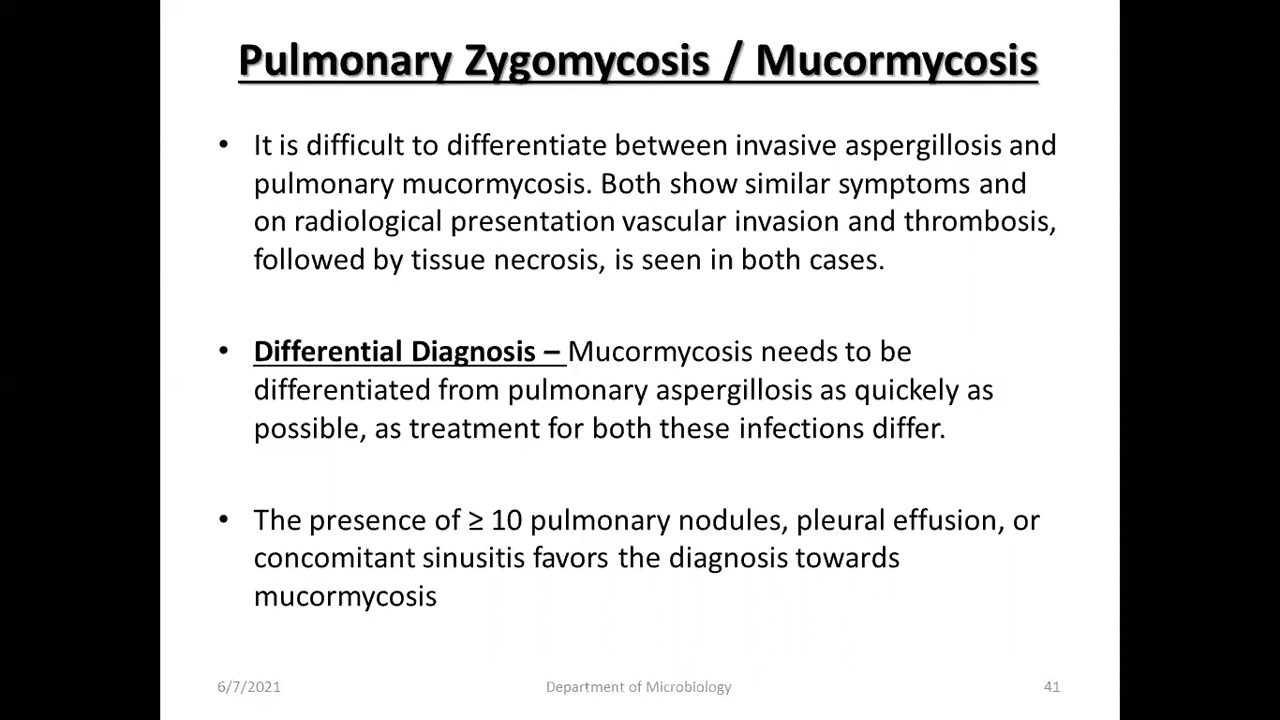 Pulmonary Zygomycosis / Mucormycosis
• It is difficult to differentiate between invasive aspergillosis and
pulmonary mucormycosis. Both show similar symptoms and
on radiological presentation vascular invasion and thrombosis,
followed by tissue necrosis, is seen in both cases.
• Differential Diagnosis – Mucormycosis needs to be
differentiated from pulmonary aspergillosis as quickely as
possible, as treatment for both these infections differ.
• The presence of ≥ 10 pulmonary nodules, pleural effusion, or
concomitant sinusitis favors the diagnosis towards
mucormycosis
6/7/2021 Department of Microbiology 41